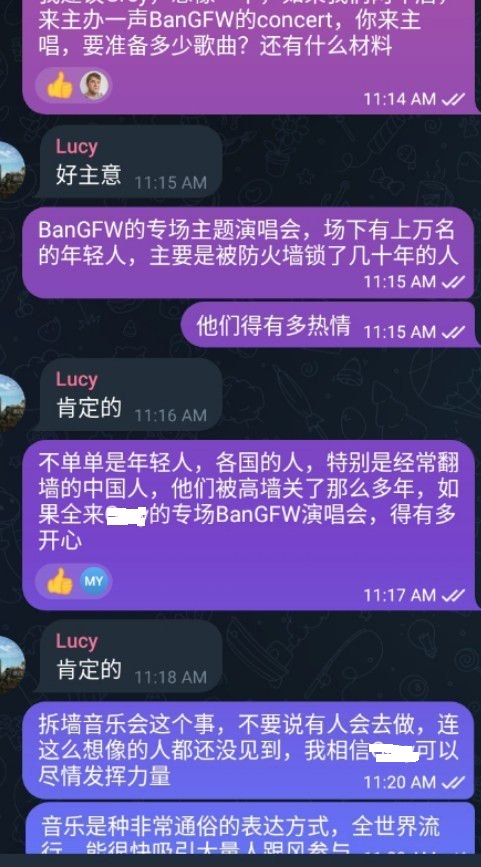 来主办一声BanGFW的concert，你来主
唱，要准备多少歌曲？还有什么材料
11:14 AM
Lucy
好主意 11:15 AM
BanGFW的专场主题演唱会，场下有上万名
的年轻人，主要是被防火墙锁了几十年的人
11:15 AM
他们得有多热情 11:15 AM
Lucy
肯定的 11:16 AM
不单单是年轻人，各国的人，特别是经常翻
墙的中国人，他们被高墙关了那么多年，如
果全来 的专场BanGFW演唱会，得有多
开心
MY
11:17 AM
Lucy
肯定的 11:18 AM
拆墙音乐会这个事，不要说有人会去做，连
这么想像的人都还没见到，我相信 可以
尽情发挥力量
11:20 AM
音乐是种非常通俗的表达方式，全世界流
行，能很快吸引大量人跟风参与